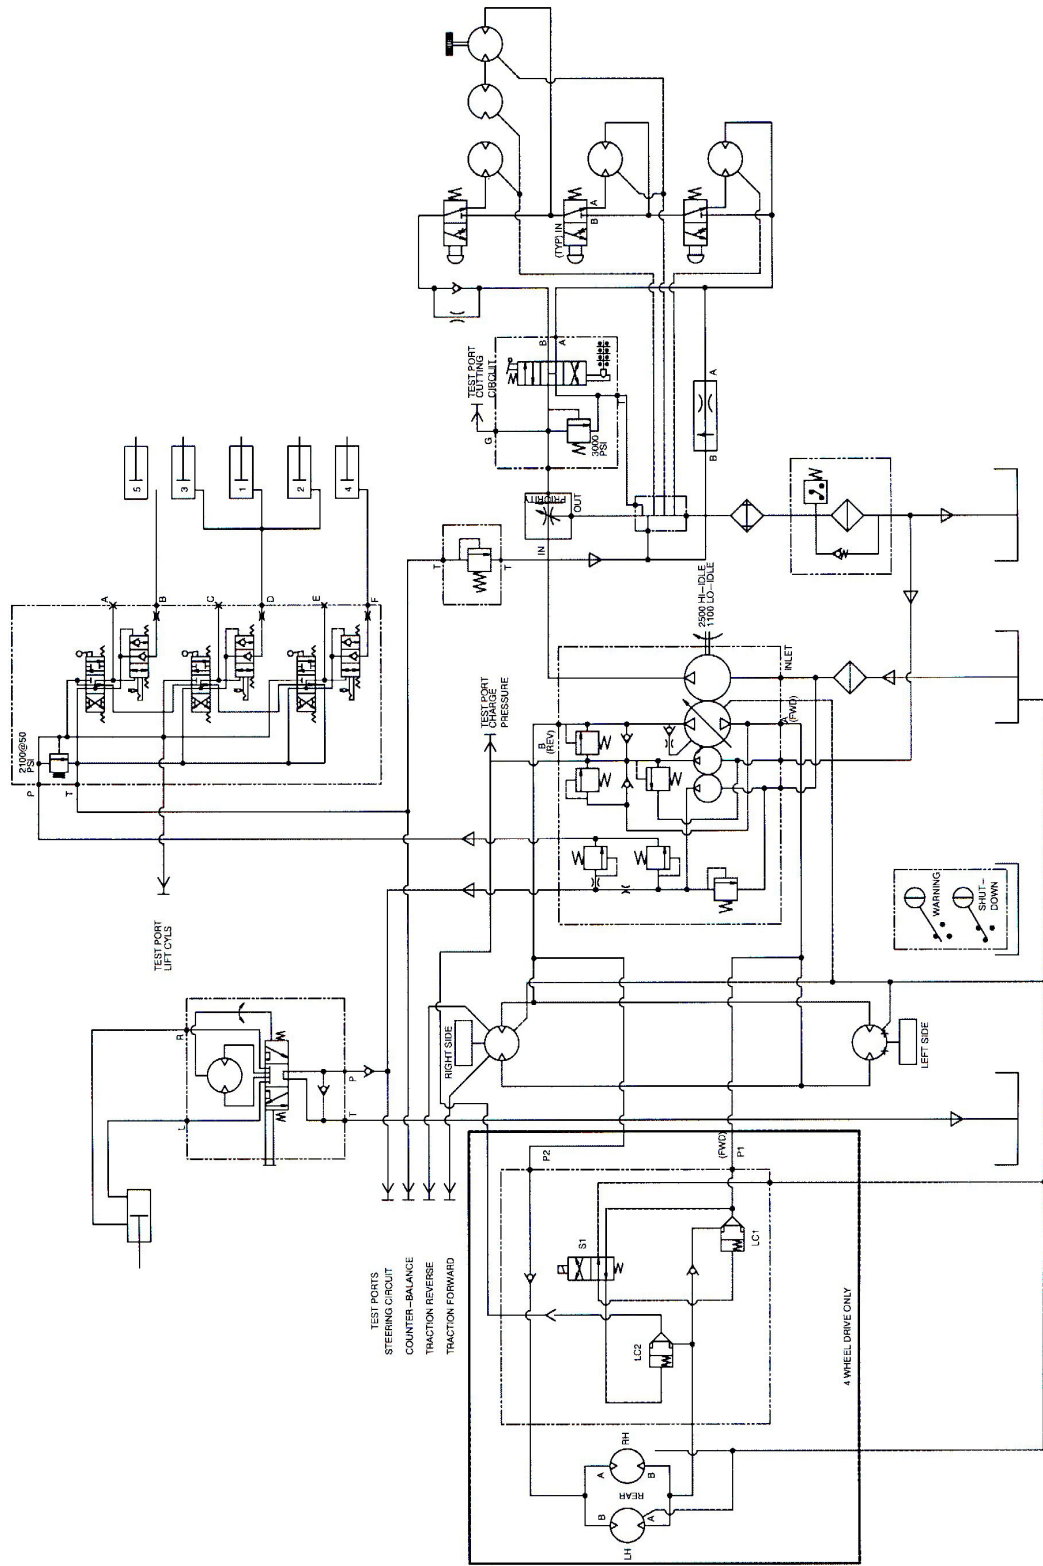 5
3
1
2
4
A
B
C
D
E
F
2100@50
PSI
P
T
TEST PORT
LIFT CYLS
R
L
P
T
TEST PORTS
STEERING CIRCUIT
COUNTER-BALANCE
TRACTION REVERSE
TRACTION FORWARD
TEST PORT
CUTTING
CIRCUIT
G
3000
PSI
B
A
T
(TYP) IN
B
A
PRIORITY
OUT
IN
T
T
B
A
TEST PORT
CHARGE
PRESSURE
2500 HI-IDLE
1100 LO-IDLE
INLET
B
(REV)
A
(FWD)
WARNING
SHUT-
DOWN
RIGHT SIDE
LEFT SIDE
P2
(FWD)
P1
S1
LC1
LC2
4 WHEEL DRIVE ONLY
RH
A
B
REAR
B
A
LH